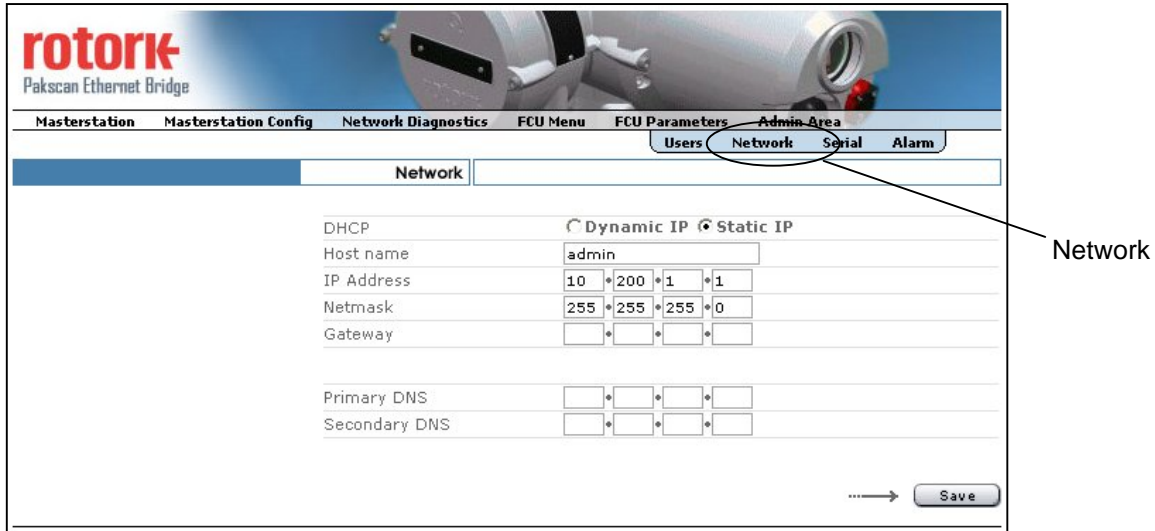 rotork
Pakscan Ethernet Bridge
Masterstation Masterstation Config Network Diagnostics FCU Menu FCU Parameters Admin Area
Users Network Serial Alarm
Network
DHCP Dynamic IP Static IP
Host name admin
IP Address 10 200 1 1
Netmask 255 255 255 0
Gateway
Primary DNS
Secondary DNS
Save
Network